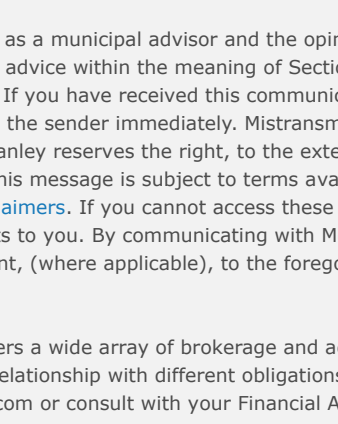 as a municipal advisor and the opin
advice within the meaning of Secti
If you have received this communic
the sender immediately. Mistransm
anley reserves the right, to the exte
his message is subject to terms ava
aimers. If you cannot access these
ts to you. By communicating with M
nt, (where applicable), to the forego
ers a wide array of brokerage and a
elationship with different obligations
com or consult with your Financial A